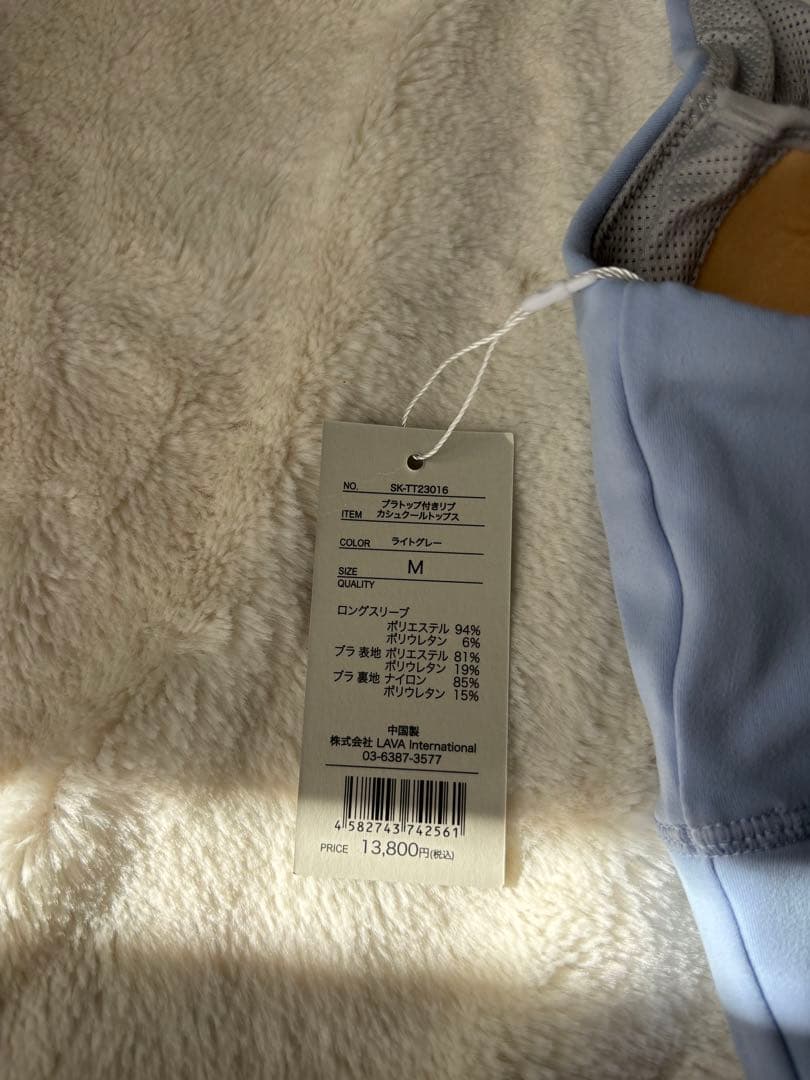 NO. SK-TT23016
ITEM ブラトップ付きリブ
カシュクールトップス
COLOR ライトグレー
SIZE M
QUALITY
ロングスリーブ
ポリエステル 94%
ポリウレタン 6%
ブラ 表地 ポリエステル 81%
ポリウレタン 19%
ブラ 裏地 ナイロン 85%
ポリウレタン 15%
中国製
株式会社 LAVA International
03-6387-3577
4 582743 742561
PRICE 13,800円(税込)